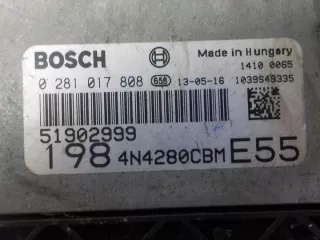 BOSCH Made in Hungary
1410 0065
0 281 017 808 658 13-05-16 1039S49335
51902999
198 4N4280CBM E55